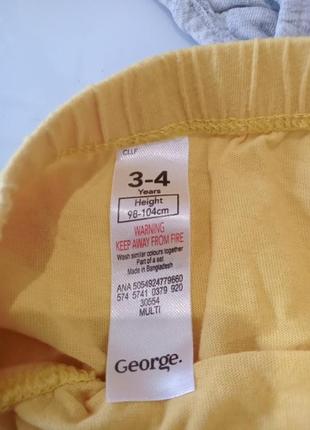 CLLF
3-4
Years
Height
98-104cm
WARNING
KEEP AWAY FROM FIRE
Wash similar colours together
Part of a set
Made in Bangladesh
ANA 5054924779660
574 5741 0379 920
30554
MULTI
George.